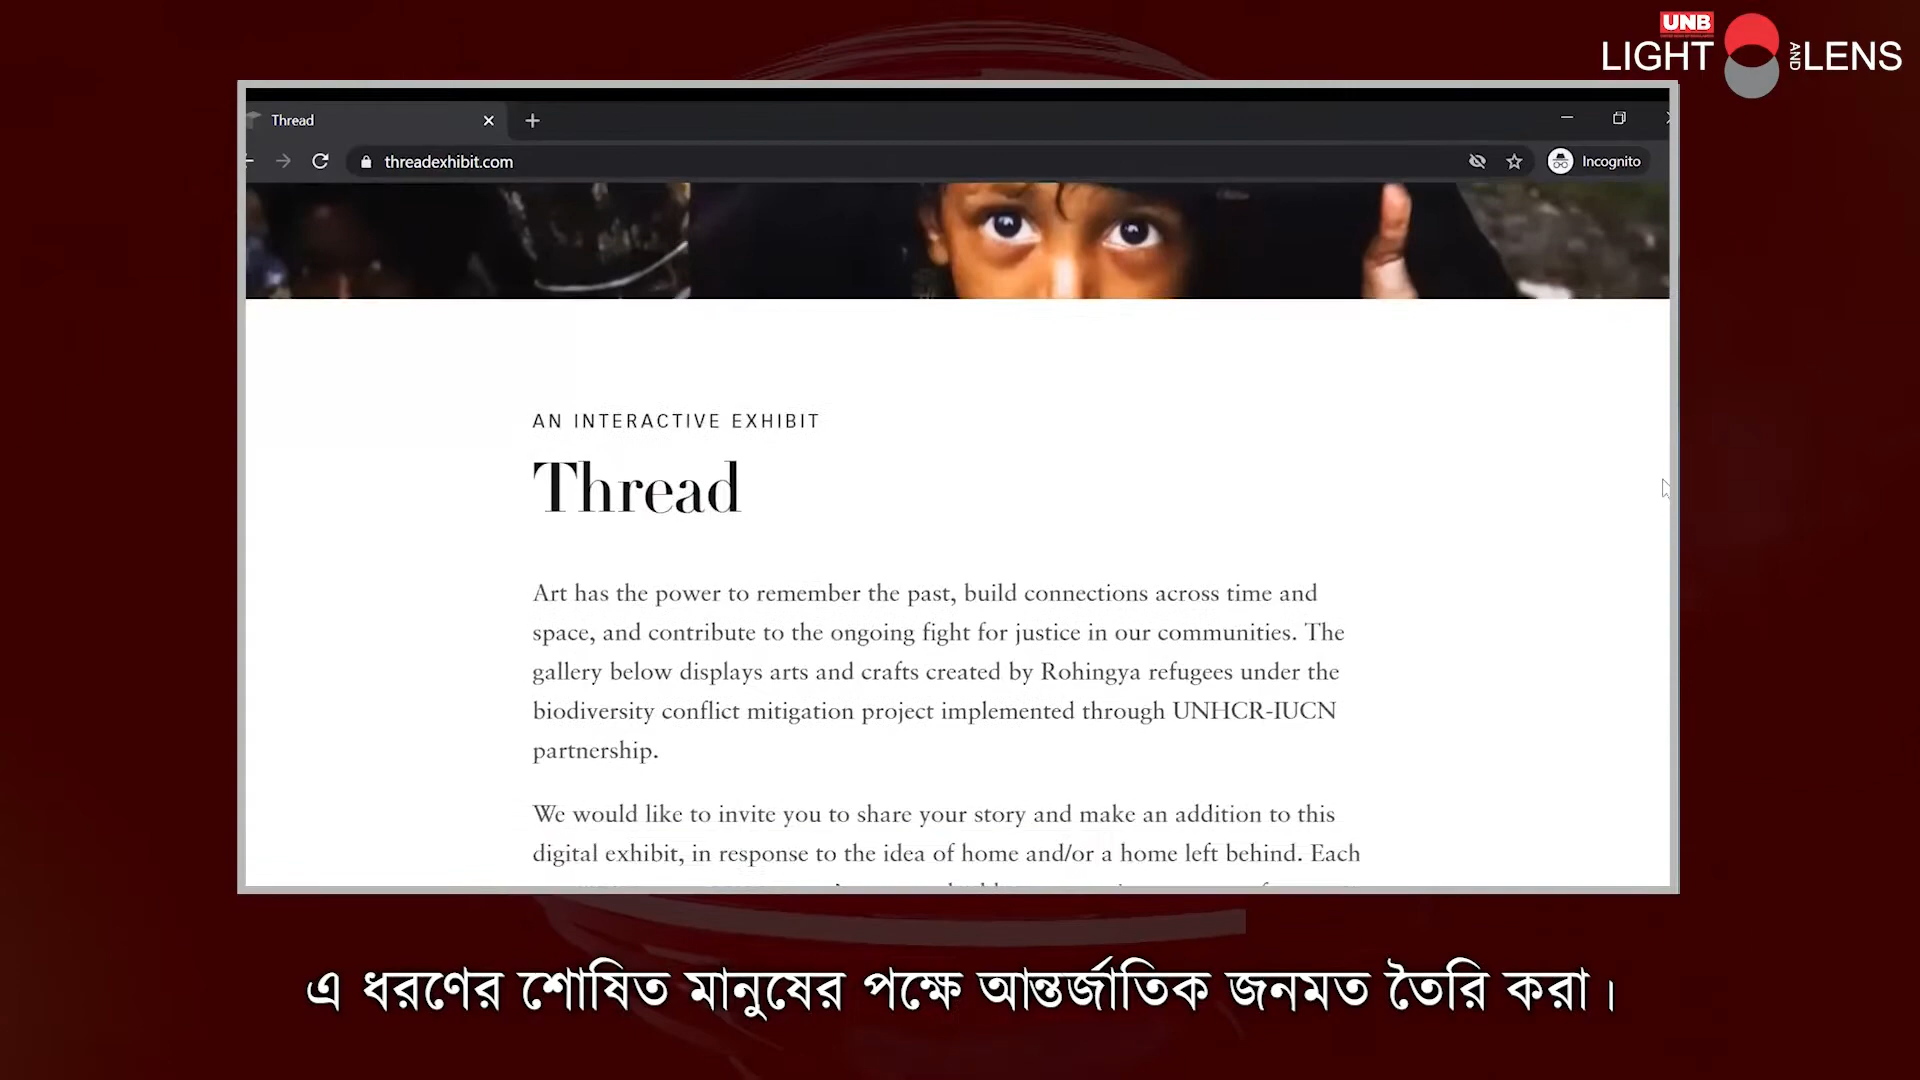 UNB
LIGHT AND LENS
Thread
threadexhibit.com
Incognito
AN INTERACTIVE EXHIBIT
Thread
Art has the power to remember the past, build connections across time and
space, and contribute to the ongoing fight for justice in our communities. The
gallery below displays arts and crafts created by Rohingya refugees under the
biodiversity conflict mitigation project implemented through UNHCR-IUCN
partnership.
We would like to invite you to share your story and make an addition to this
digital exhibit, in response to the idea of home and/or a home left behind. Each
এ ধরণের শোষিত মানুষের পক্ষে আন্তর্জাতিক জনমত তৈরি করা।